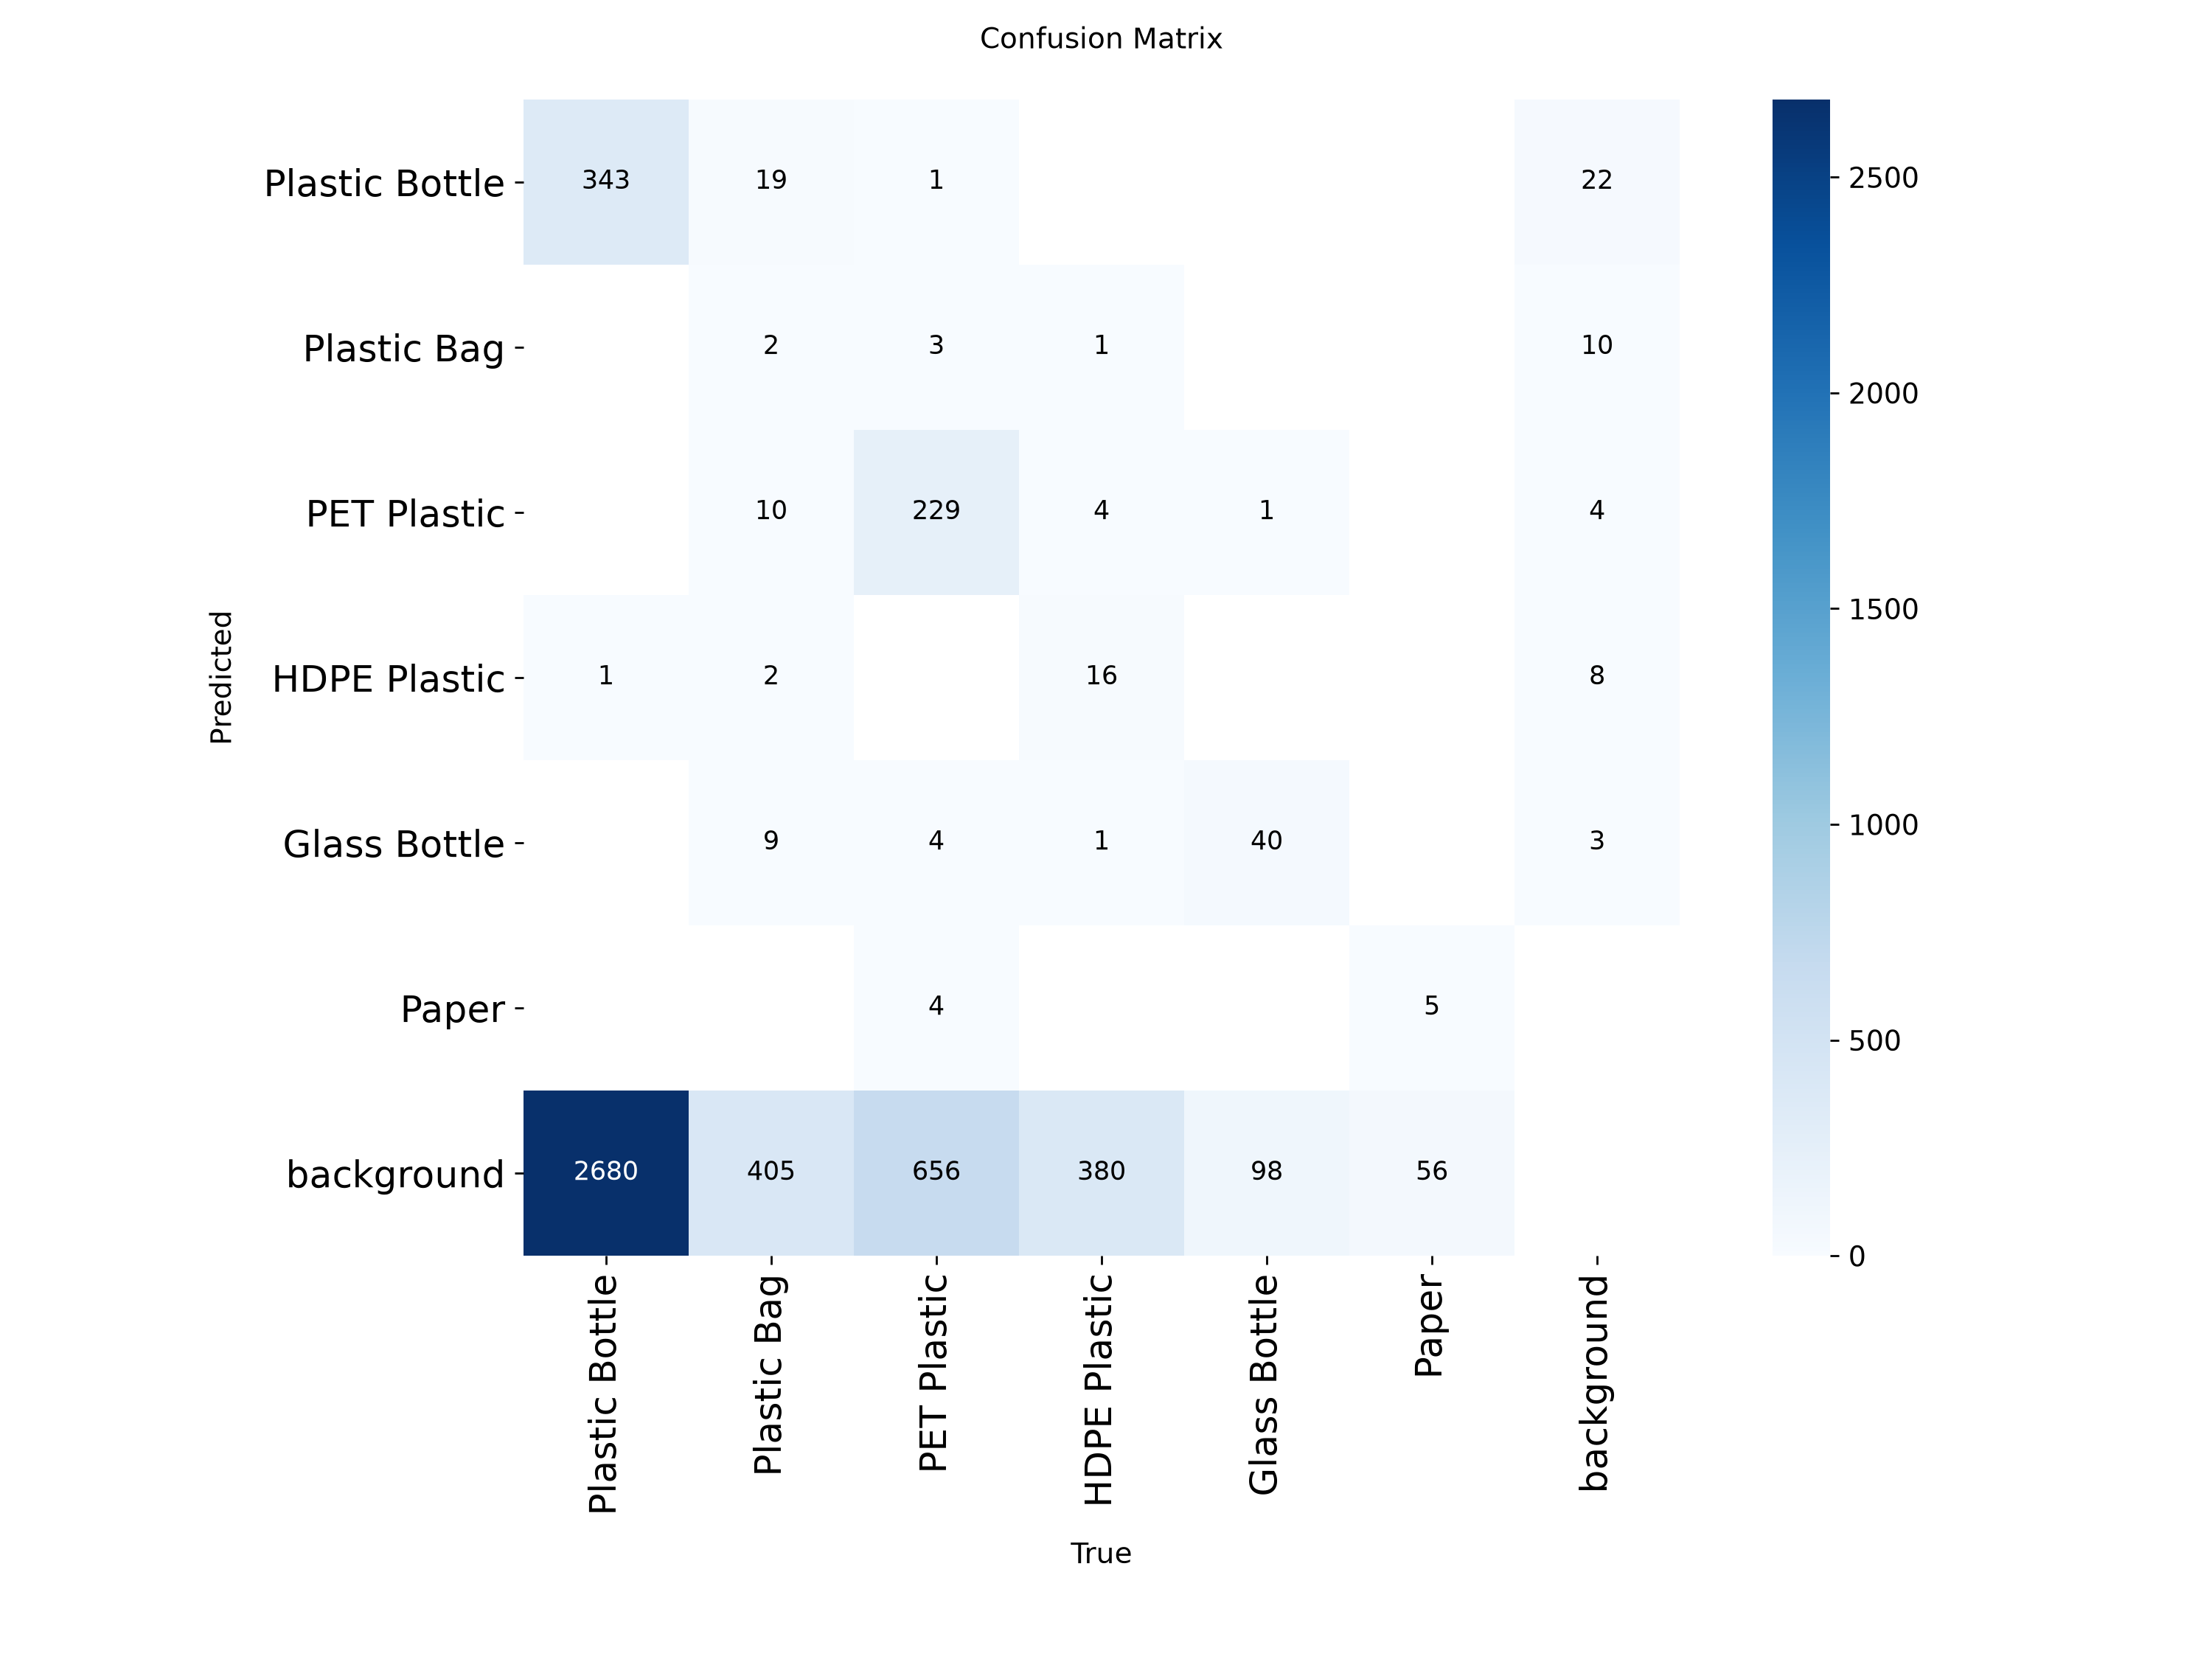 Confusion Matrix
Plastic Bottle 343 19 1 22
Plastic Bag 2 3 1 10
PET Plastic 10 229 4 1 4
HDPE Plastic 1 2 16 8
Glass Bottle 9 4 1 40 3
Paper 4 5
background 2680 405 656 380 98 56
Predicted
Plastic Bottle
Plastic Bag
PET Plastic
HDPE Plastic
Glass Bottle
Paper
background
True
2500
2000
1500
1000
500
0